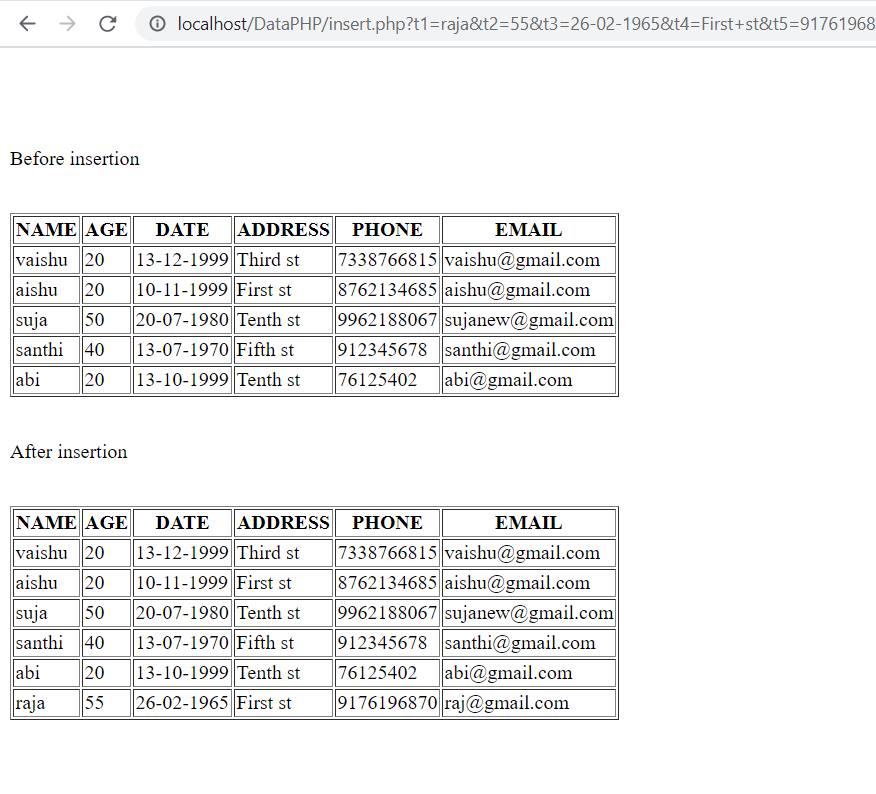 localhost/DataPHP/insert.php?t1=raja&t2=55&t3=26-02-1965&t4=First+st&t5=91761968
Before insertion
NAME AGE DATE ADDRESS PHONE EMAIL
vaishu 20 13-12-1999 Third st 7338766815 vaishu@gmail.com
aishu 20 10-11-1999 First st 8762134685 aishu@gmail.com
suja 50 20-07-1980 Tenth st 9962188067 sujanew@gmail.com
santhi 40 13-07-1970 Fifth st 912345678 santhi@gmail.com
abi 20 13-10-1999 Tenth st 76125402 abi@gmail.com
After insertion
NAME AGE DATE ADDRESS PHONE EMAIL
vaishu 20 13-12-1999 Third st 7338766815 vaishu@gmail.com
aishu 20 10-11-1999 First st 8762134685 aishu@gmail.com
suja 50 20-07-1980 Tenth st 9962188067 sujanew@gmail.com
santhi 40 13-07-1970 Fifth st 912345678 santhi@gmail.com
abi 20 13-10-1999 Tenth st 76125402 abi@gmail.com
raja 55 26-02-1965 First st 9176196870 raj@gmail.com